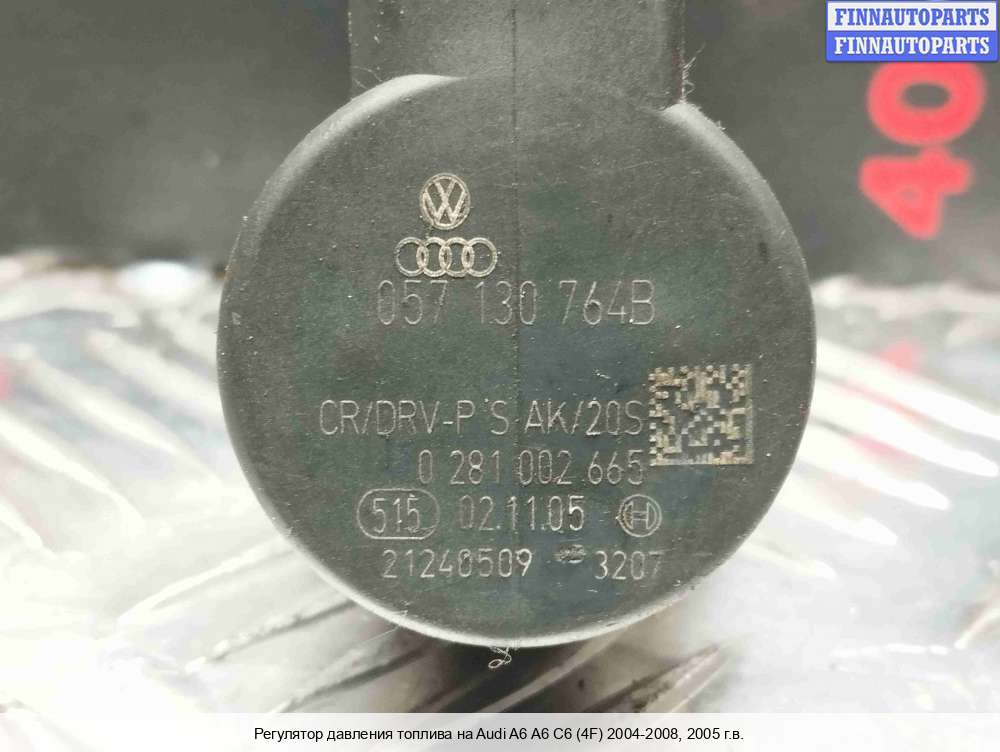 FINNAUTOPARTS
FINNAUTOPARTS
40
VW
057 130 764B
CR/DRV-P S AK/20S
0 281 002 665
515 02.11.05
21240509 3207
Регулятор давления топлива на Audi A6 A6 C6 (4F) 2004-2008, 2005 г.в.